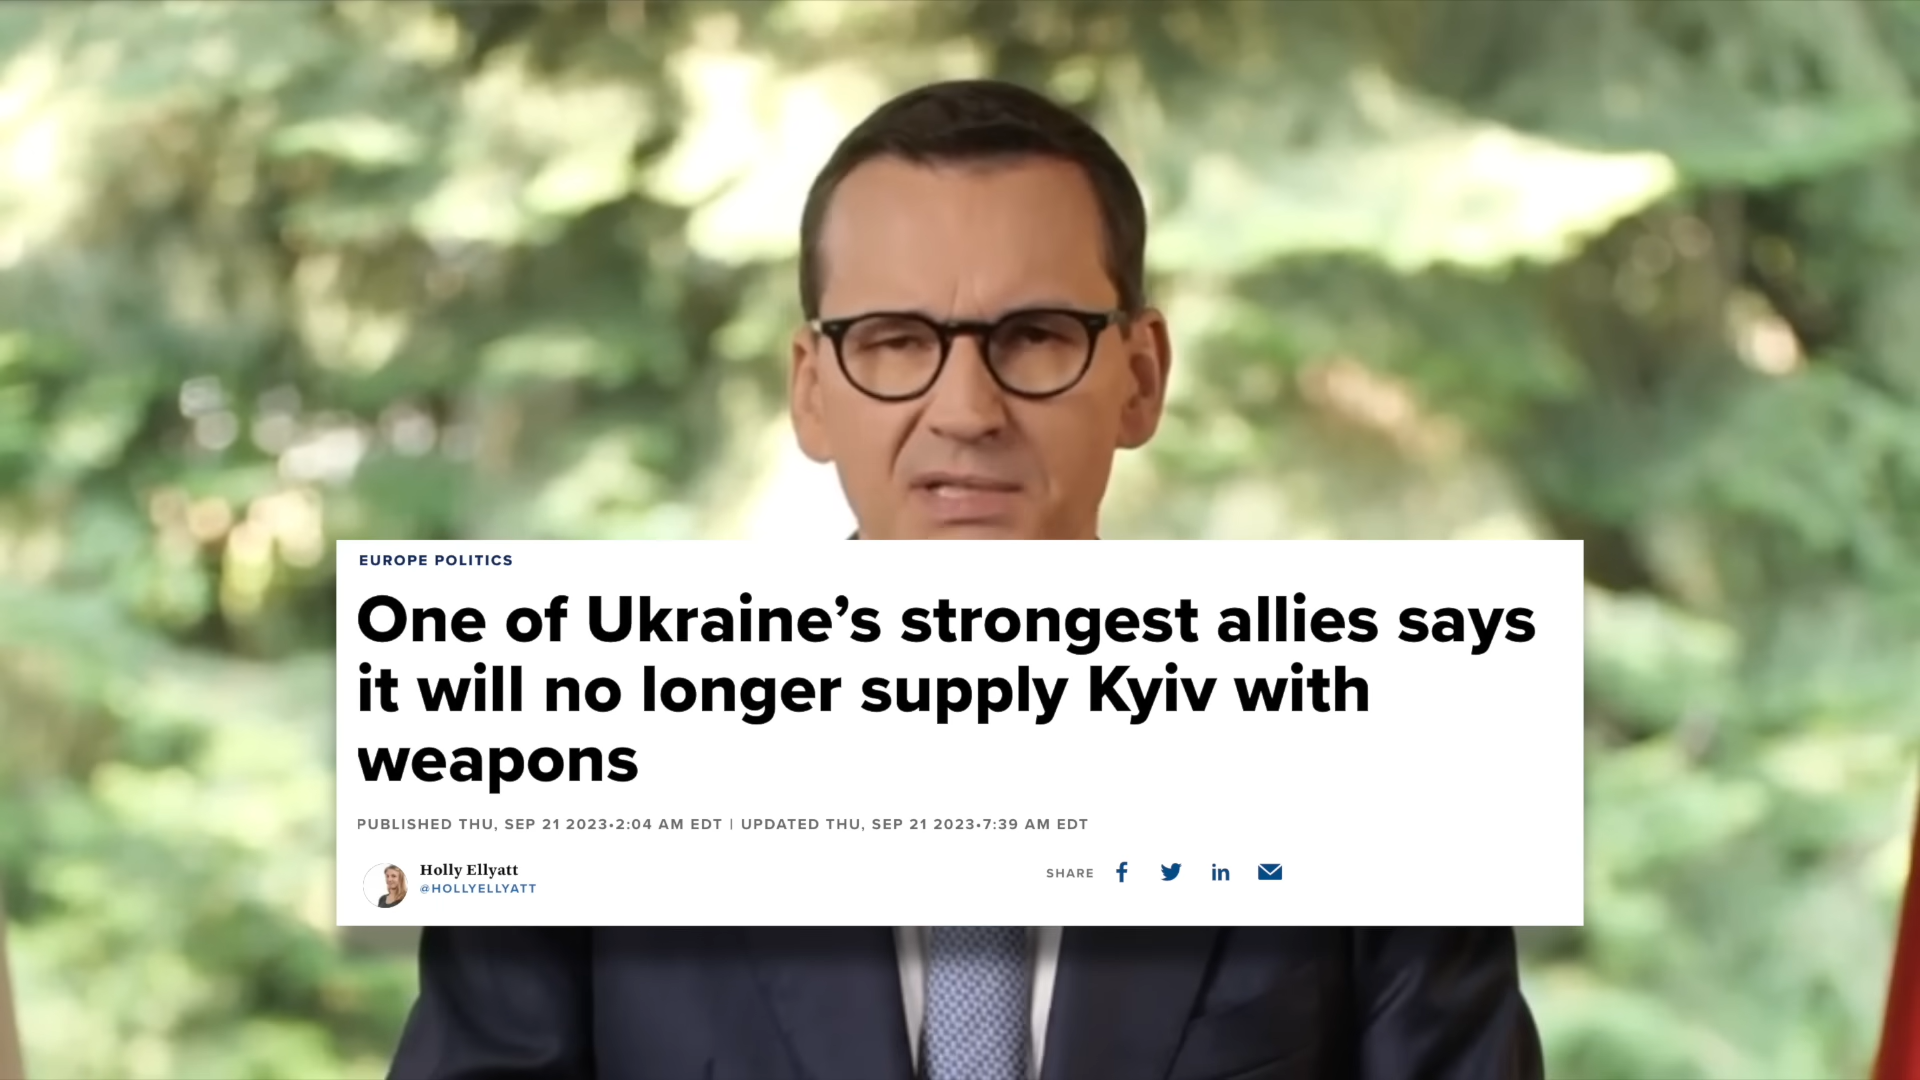 EUROPE POLITICS
One of Ukraine’s strongest allies says
it will no longer supply Kyiv with
weapons
PUBLISHED THU, SEP 21 2023•2:04 AM EDT | UPDATED THU, SEP 21 2023•7:39 AM EDT
Holly Ellyatt
@HOLLYELLYATT
SHARE